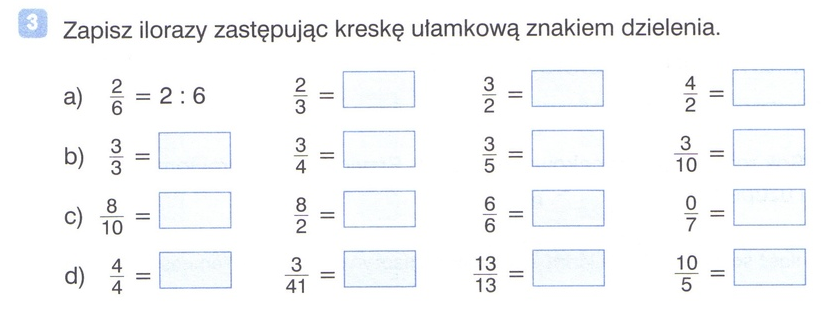 3 Zapisz ilorazy zastępując kreskę ułamkową znakiem dzielenia.
a) 2/6 = 2 : 6 2/3 = 3/2 = 4/2 =
b) 3/3 = 3/4 = 3/5 = 3/10 =
c) 8/10 = 8/2 = 6/6 = 0/7 =
d) 4/4 = 3/41 = 13/13 = 10/5 =